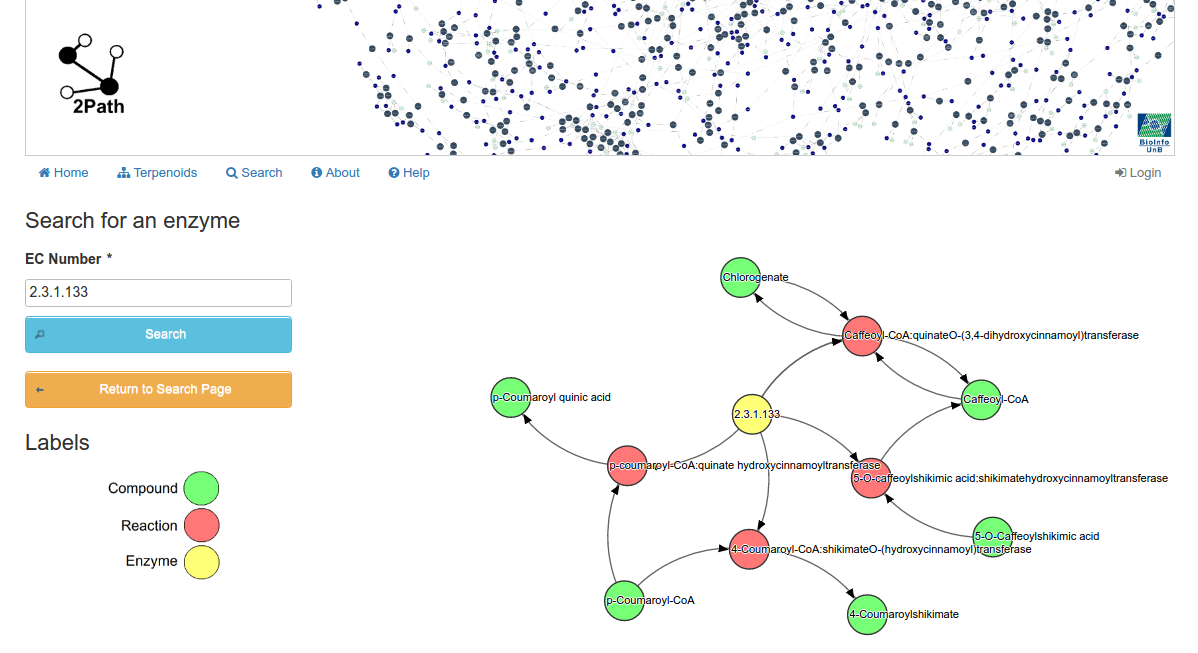 2Path
BioInfo
UnB
Home Terpenoids Search About Help Login
Search for an enzyme
EC Number *
2.3.1.133
Search
Return to Search Page
Labels
Compound
Reaction
Enzyme
Chlorogenate
Caffeoyl-CoA:quinateO-(3,4-dihydroxycinnamoyl)transferase
p-Coumaroyl quinic acid
Caffeoyl-CoA
2.3.1.133
p-coumaroyl-CoA:quinate hydroxycinnamoyltransferase
5-O-caffeoylshikimic acid:shikimatehydroxycinnamoyltransferase
5-O-Caffeoylshikimic acid
4-Coumaroyl-CoA:shikimateO-(hydroxycinnamoyl)transferase
p-Coumaroyl-CoA
4-Coumaroylshikimate